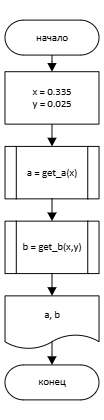 начало
x = 0.335
y = 0.025
a = get_a(x)
b = get_b(x,y)
a, b
конец